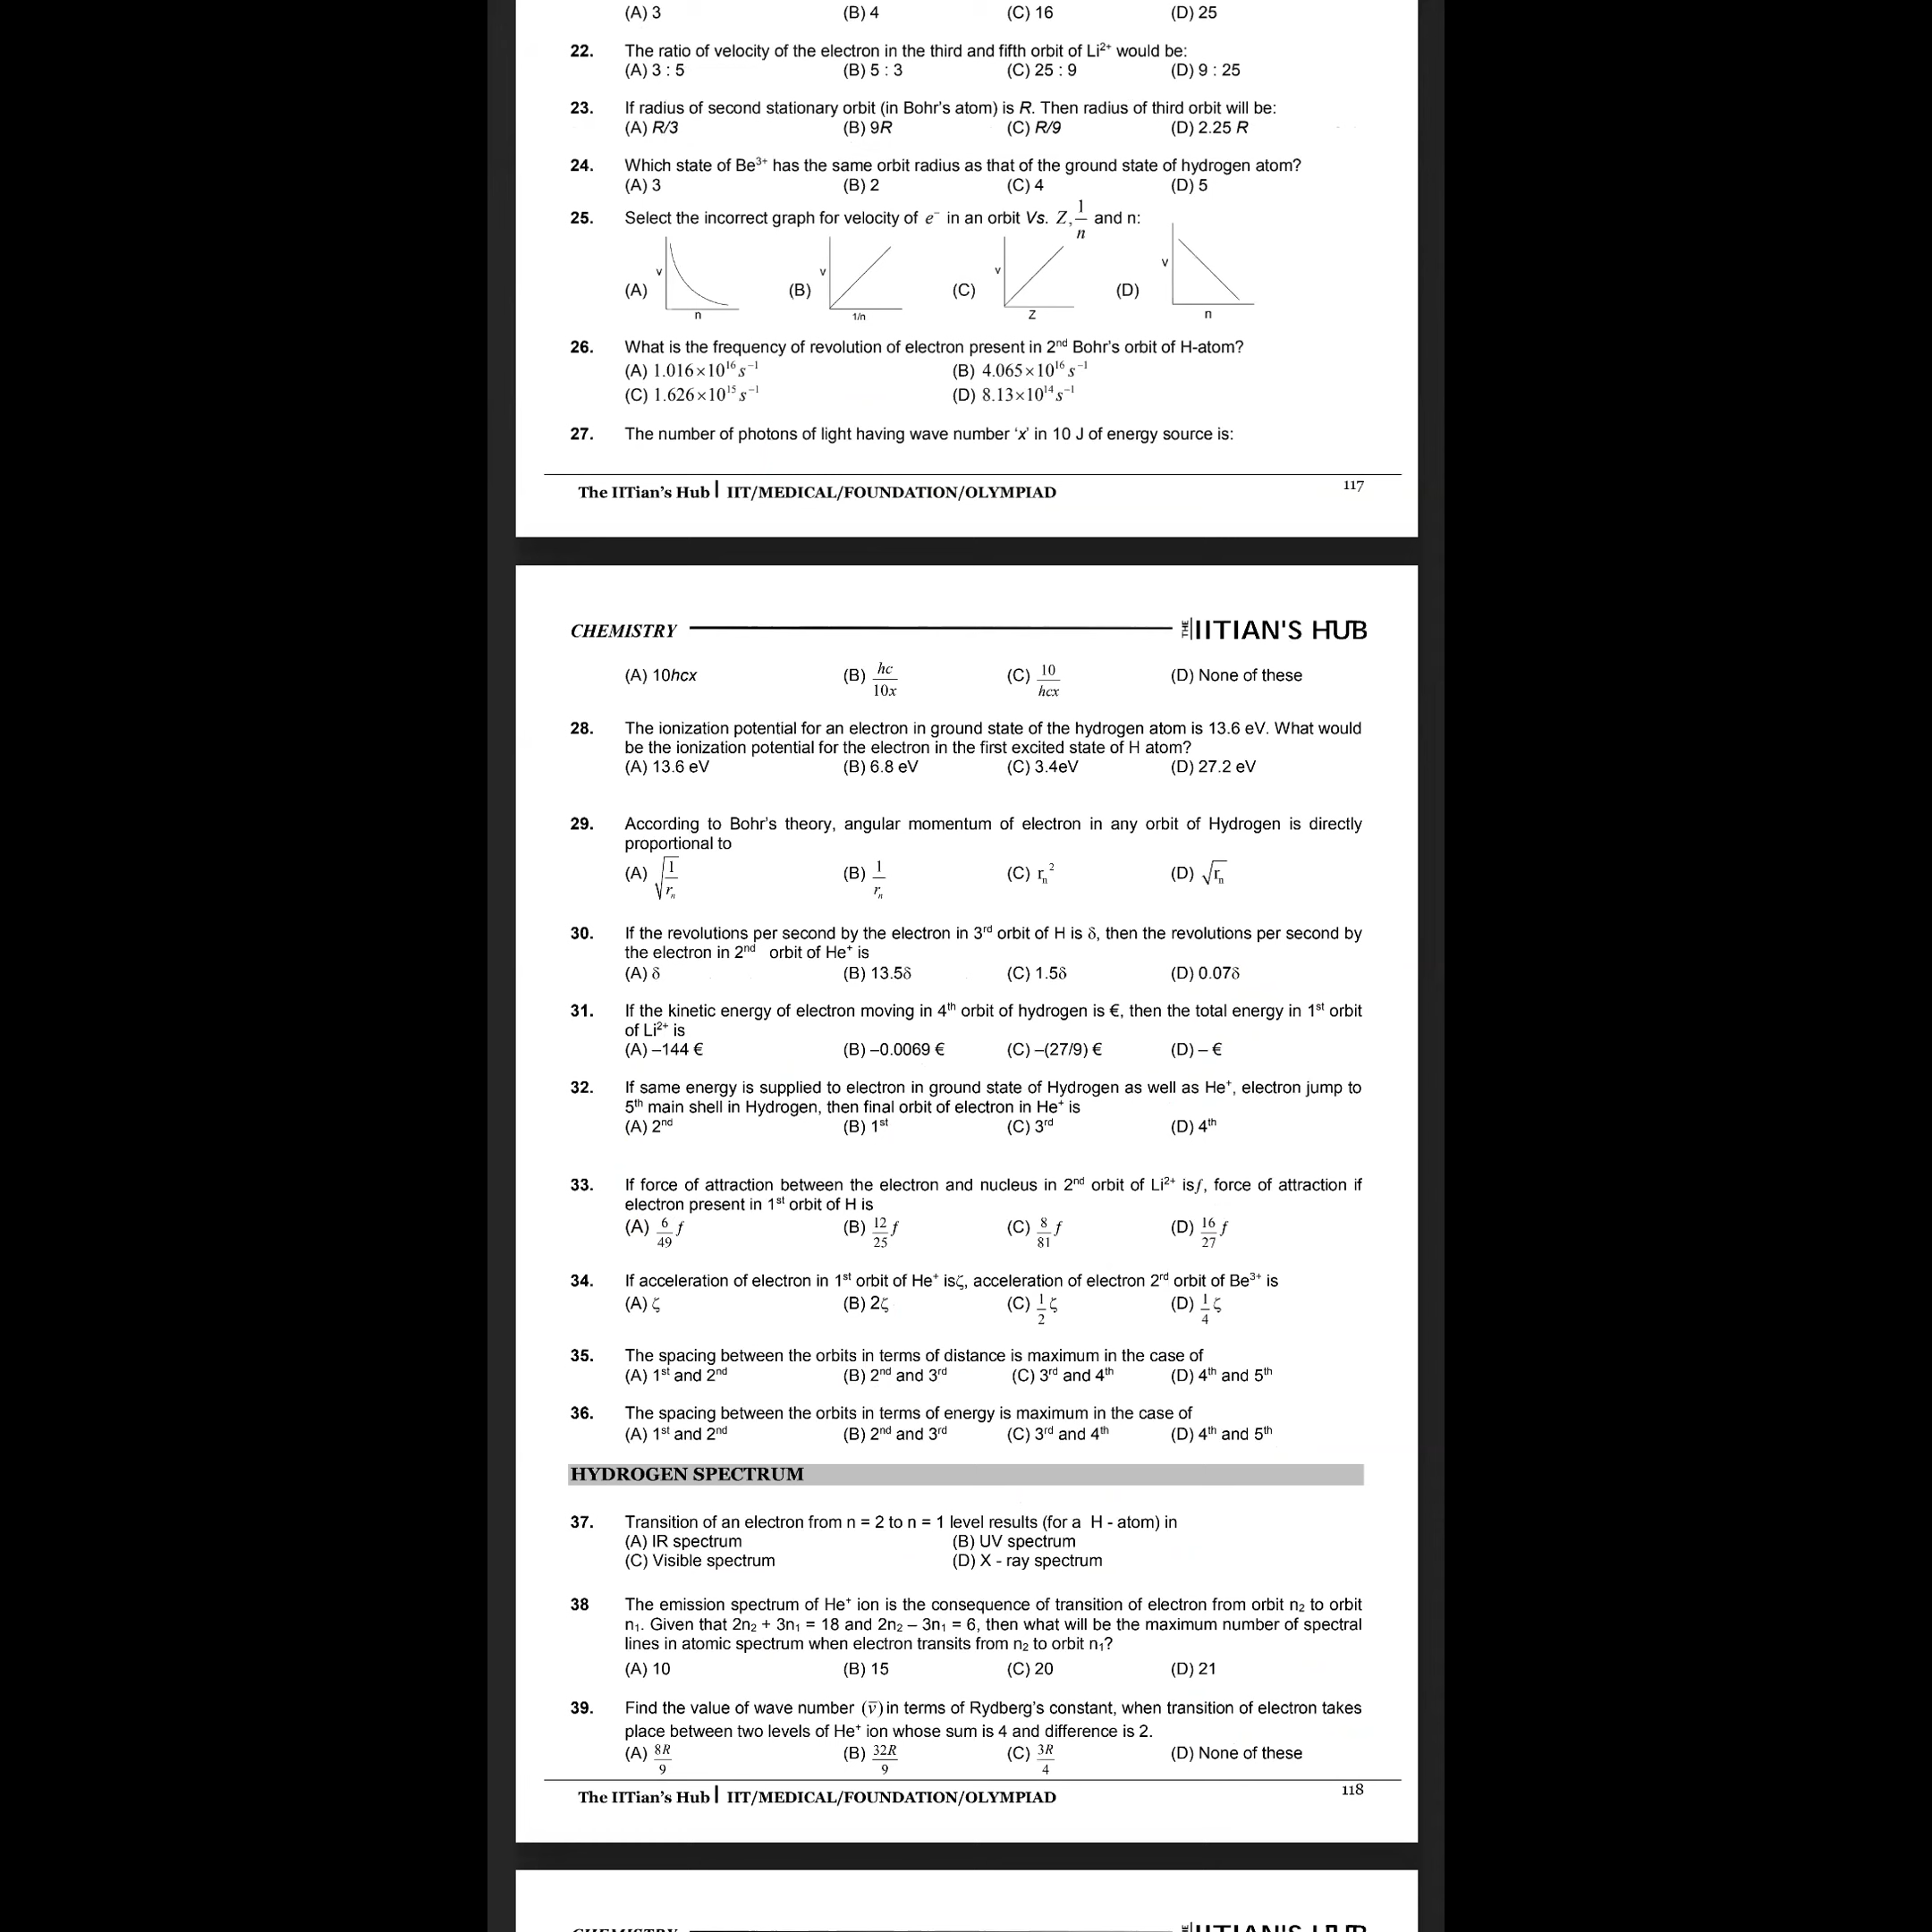 (A) 3 (B) 4 (C) 16 (D) 25
22. The ratio of velocity of the electron in the third and fifth orbit of Li²⁺ would be:
(A) 3 : 5 (B) 5 : 3 (C) 25 : 9 (D) 9 : 25
23. If radius of second stationary orbit (in Bohr's atom) is R. Then radius of third orbit will be:
(A) R/3 (B) 9R (C) R/9 (D) 2.25 R
24. Which state of Be³⁺ has the same orbit radius as that of the ground state of hydrogen atom?
(A) 3 (B) 2 (C) 4 (D) 5
25. Select the incorrect graph for velocity of e⁻ in an orbit Vs. Z, 1/n and n:
(A) v n (B) v 1/n (C) v Z (D) v n
26. What is the frequency of revolution of electron present in 2ⁿᵈ Bohr's orbit of H-atom?
(A) 1.016×10¹⁶ s⁻¹ (B) 4.065×10¹⁶ s⁻¹
(C) 1.626×10¹⁵ s⁻¹ (D) 8.13×10¹⁴ s⁻¹
27. The number of photons of light having wave number 'x' in 10 J of energy source is:
The IITian's Hub | IIT/MEDICAL/FOUNDATION/OLYMPIAD 117
CHEMISTRY THE IITIAN'S HUB
(A) 10hcx (B) hc/10x (C) 10/hcx (D) None of these
28. The ionization potential for an electron in ground state of the hydrogen atom is 13.6 eV. What would
be the ionization potential for the electron in the first excited state of H atom?
(A) 13.6 eV (B) 6.8 eV (C) 3.4eV (D) 27.2 eV
29. According to Bohr's theory, angular momentum of electron in any orbit of Hydrogen is directly
proportional to
(A) √(1/rₙ) (B) 1/rₙ (C) rₙ² (D) √rₙ
30. If the revolutions per second by the electron in 3ʳᵈ orbit of H is δ, then the revolutions per second by
the electron in 2ⁿᵈ orbit of He⁺ is
(A) δ (B) 13.5δ (C) 1.5δ (D) 0.07δ
31. If the kinetic energy of electron moving in 4ᵗʰ orbit of hydrogen is €, then the total energy in 1ˢᵗ orbit
of Li²⁺ is
(A) –144 € (B) –0.0069 € (C) –(27/9) € (D) – €
32. If same energy is supplied to electron in ground state of Hydrogen as well as He⁺, electron jump to
5ᵗʰ main shell in Hydrogen, then final orbit of electron in He⁺ is
(A) 2ⁿᵈ (B) 1ˢᵗ (C) 3ʳᵈ (D) 4ᵗʰ
33. If force of attraction between the electron and nucleus in 2ⁿᵈ orbit of Li²⁺ is f, force of attraction if
electron present in 1ˢᵗ orbit of H is
(A) 6/49 f (B) 12/25 f (C) 8/81 f (D) 16/27 f
34. If acceleration of electron in 1ˢᵗ orbit of He⁺ isζ, acceleration of electron 2ʳᵈ orbit of Be³⁺ is
(A) ζ (B) 2ζ (C) 1/2 ζ (D) 1/4 ζ
35. The spacing between the orbits in terms of distance is maximum in the case of
(A) 1ˢᵗ and 2ⁿᵈ (B) 2ⁿᵈ and 3ʳᵈ (C) 3ʳᵈ and 4ᵗʰ (D) 4ᵗʰ and 5ᵗʰ
36. The spacing between the orbits in terms of energy is maximum in the case of
(A) 1ˢᵗ and 2ⁿᵈ (B) 2ⁿᵈ and 3ʳᵈ (C) 3ʳᵈ and 4ᵗʰ (D) 4ᵗʰ and 5ᵗʰ
HYDROGEN SPECTRUM
37. Transition of an electron from n = 2 to n = 1 level results (for a H - atom) in
(A) IR spectrum (B) UV spectrum
(C) Visible spectrum (D) X - ray spectrum
38 The emission spectrum of He⁺ ion is the consequence of transition of electron from orbit n₂ to orbit
n₁. Given that 2n₂ + 3n₁ = 18 and 2n₂ – 3n₁ = 6, then what will be the maximum number of spectral
lines in atomic spectrum when electron transits from n₂ to orbit n₁?
(A) 10 (B) 15 (C) 20 (D) 21
39. Find the value of wave number (v̅) in terms of Rydberg's constant, when transition of electron takes
place between two levels of He⁺ ion whose sum is 4 and difference is 2.
(A) 8R/9 (B) 32R/9 (C) 3R/4 (D) None of these
The IITian's Hub | IIT/MEDICAL/FOUNDATION/OLYMPIAD 118